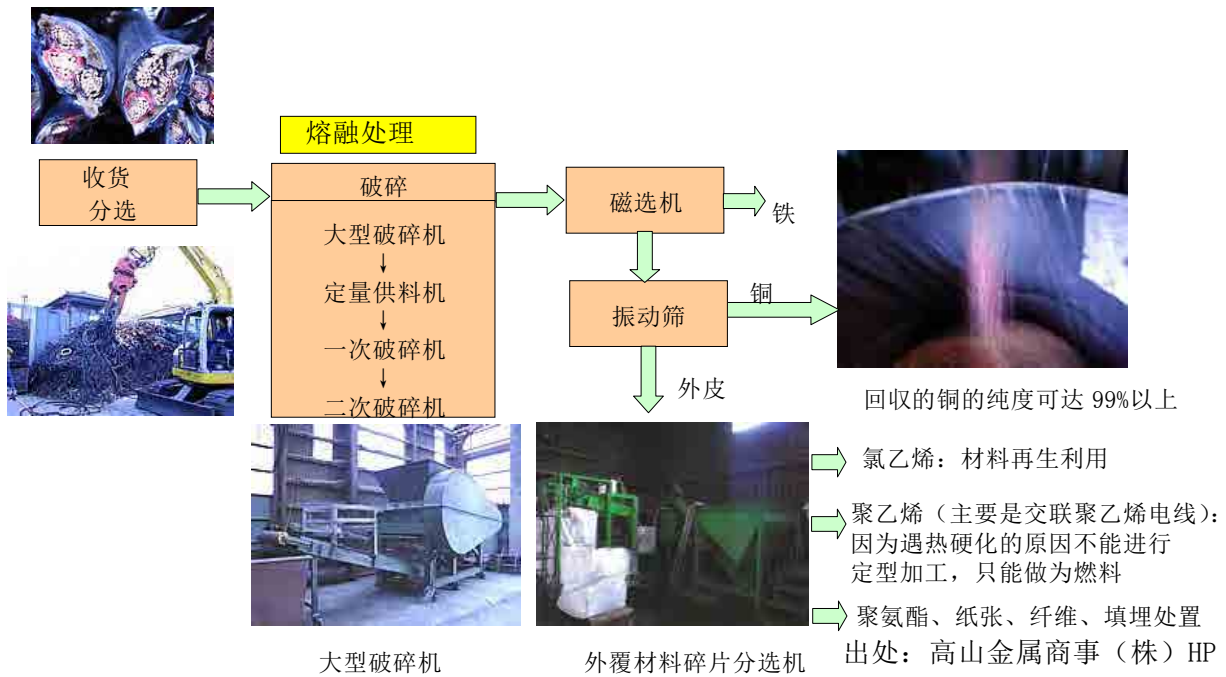 熔融处理
收货
分选
破碎
大型破碎机
↓
定量供料机
↓
一次破碎机
↓
二次破碎机
磁选机
铁
振动筛
铜
外皮
回收的铜的纯度可达 99%以上
氯乙烯：材料再生利用
聚乙烯（主要是交联聚乙烯电线）：
因为遇热硬化的原因不能进行
定型加工，只能做为燃料
聚氨酯、纸张、纤维、填埋处置
大型破碎机
外覆材料碎片分选机
出处：高山金属商事（株）HP